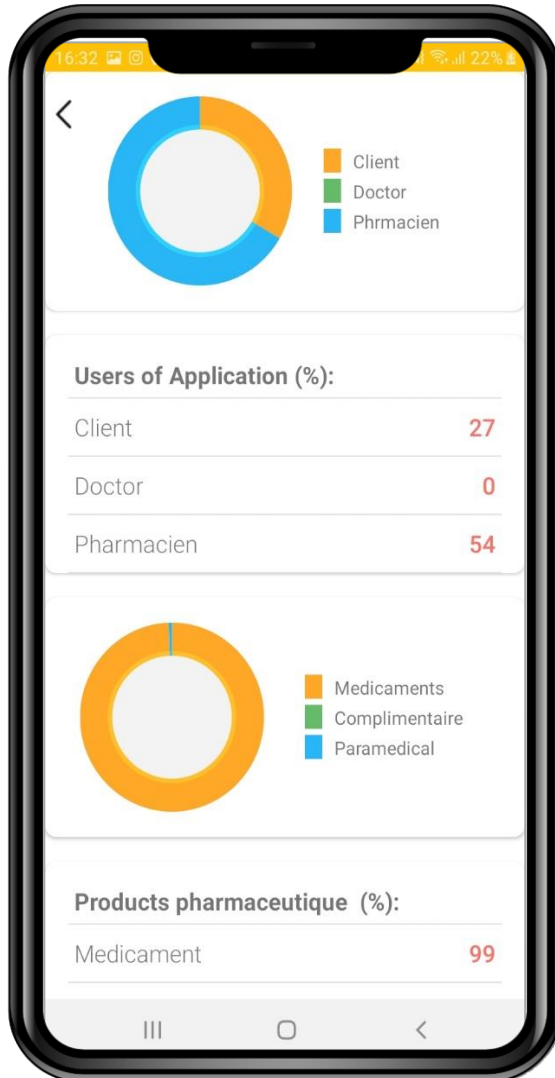 16:32 22%
Client
Doctor
Phrmacien
Users of Application (%):
Client 27
Doctor 0
Pharmacien 54
Medicaments
Complimentaire
Paramedical
Products pharmaceutique (%):
Medicament 99